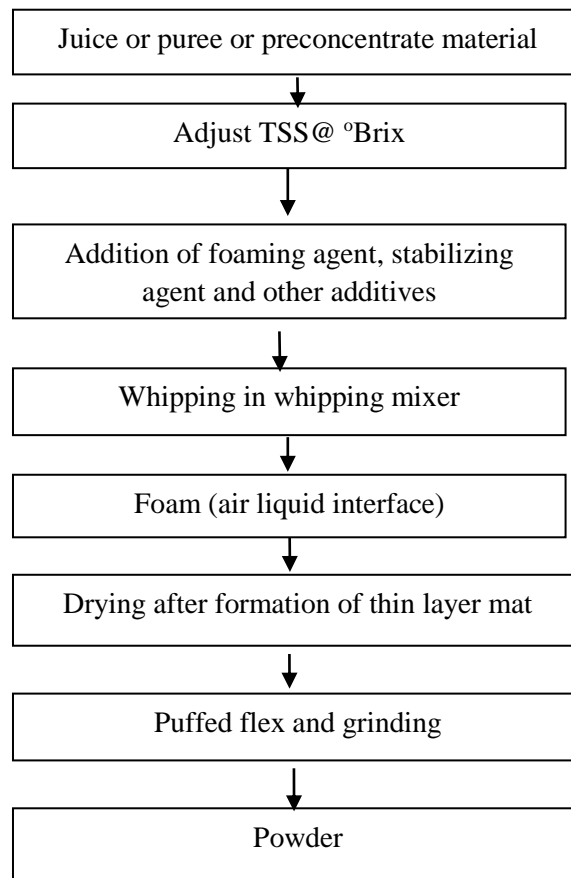 Juice or puree or preconcentrate material
Adjust TSS@ ºBrix
Addition of foaming agent, stabilizing
agent and other additives
Whipping in whipping mixer
Foam (air liquid interface)
Drying after formation of thin layer mat
Puffed flex and grinding
Powder